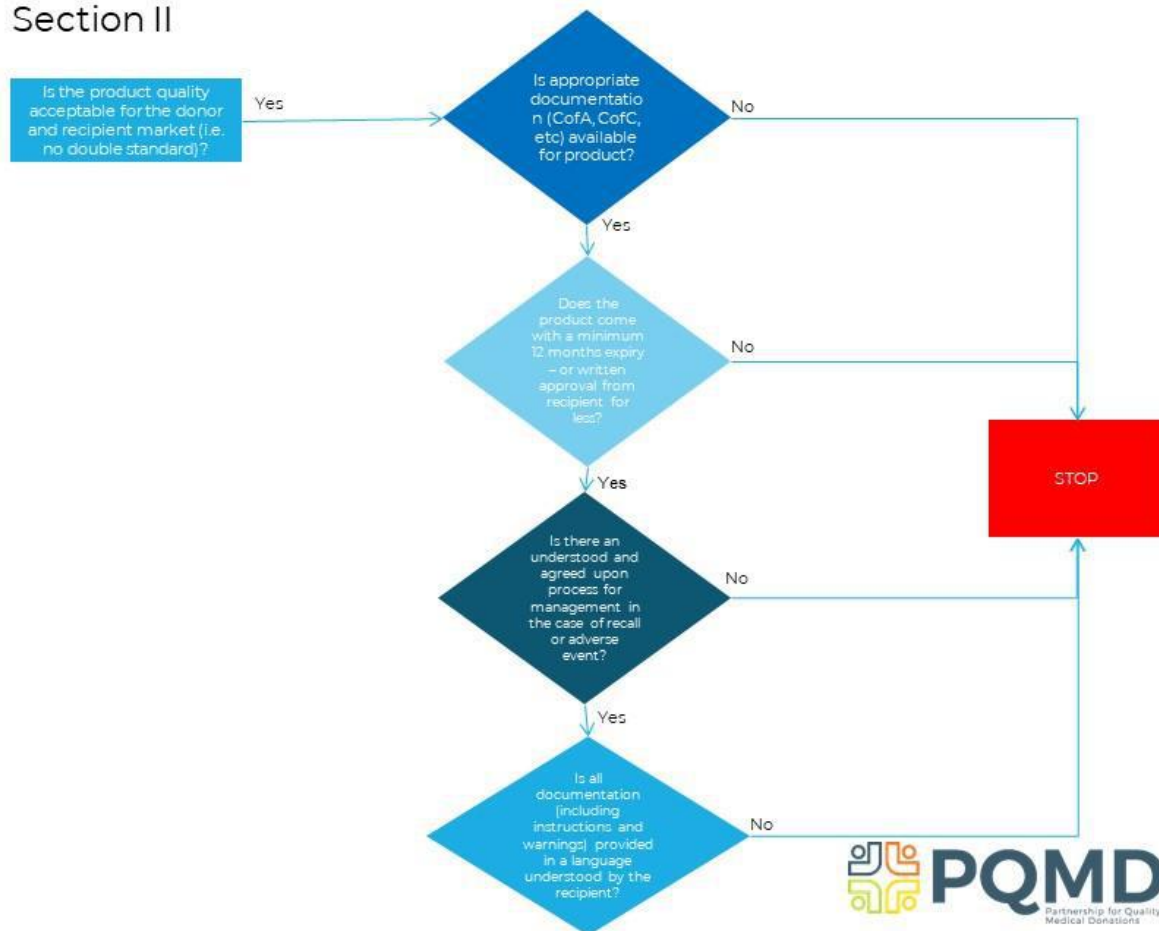 Section II
Is the product quality
acceptable for the donor
and recipient market (i.e.
no double standard)?
Yes
Is appropriate
documentatio
n (CofA, CofC,
etc) available
for product?
No
Yes
Does the
product come
with a minimum
12 months expiry
– or written
approval from
recipient for
less?
No
Yes
STOP
Is there an
understood and
agreed upon
process for
management in
the case of recall
or adverse
event?
No
Yes
Is all
documentation
(including
instructions and
warnings) provided
in a language
understood by the
recipient?
No
PQMD
Partnership for Quality
Medical Donations